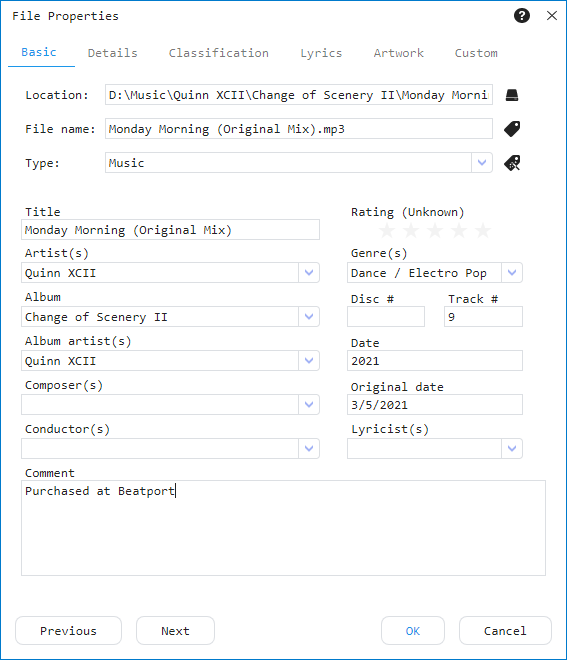 File Properties
Basic Details Classification Lyrics Artwork Custom
Location: D:\Music\Quinn XCII\Change of Scenery II\Monday Morni
File name: Monday Morning (Original Mix).mp3
Type: Music
Title
Rating (Unknown)
Monday Morning (Original Mix)
Artist(s)
Genre(s)
Quinn XCII
Dance / Electro Pop
Album
Disc # Track #
Change of Scenery II
9
Album artist(s)
Date
Quinn XCII
2021
Composer(s)
Original date
3/5/2021
Conductor(s)
Lyricist(s)
Comment
Purchased at Beatport
Previous Next OK Cancel